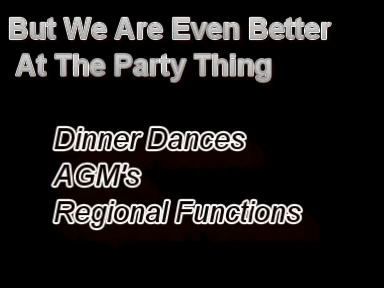 But We Are Even Better
At The Party Thing
Dinner Dances
AGM's
Regional Functions